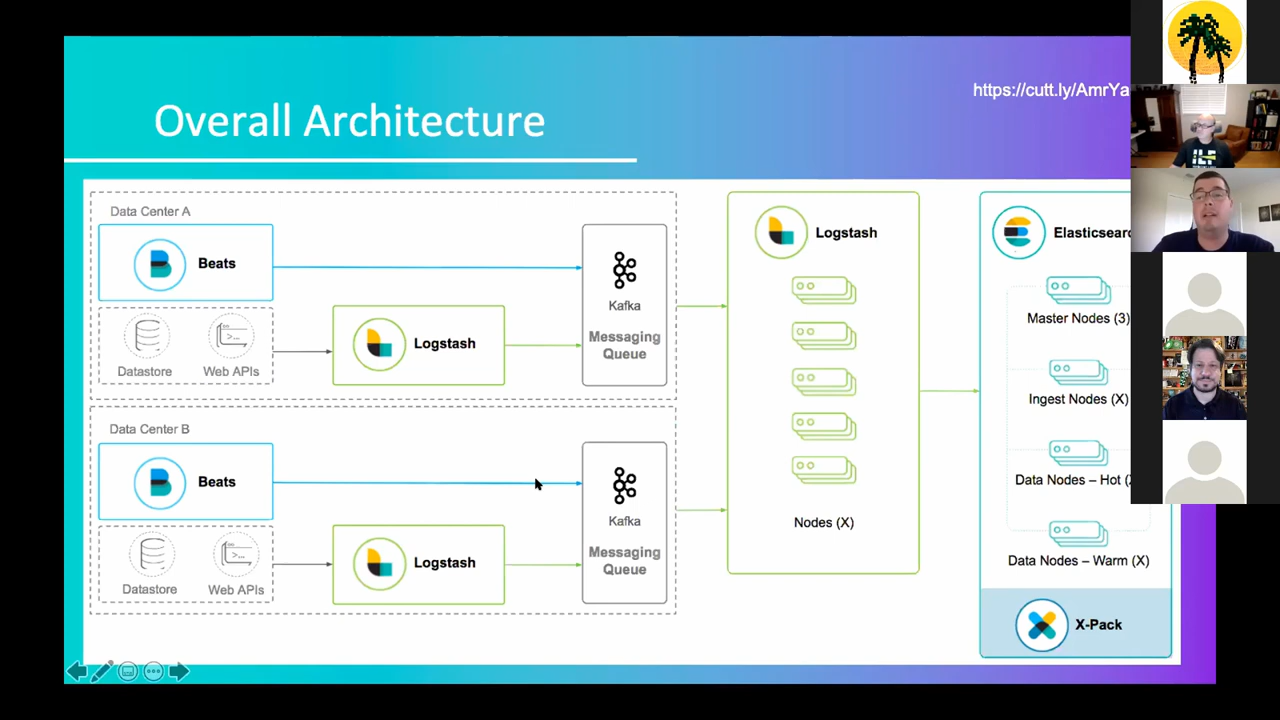 https://cutt.ly/AmrYa
Overall Architecture
Data Center A
Beats
Datastore
Web APIs
Logstash
Kafka
Messaging
Queue
Data Center B
Beats
Datastore
Web APIs
Logstash
Kafka
Messaging
Queue
Logstash
Nodes (X)
Elasticsearc
Master Nodes (3)
Ingest Nodes (X)
Data Nodes – Hot (
Data Nodes – Warm (X)
X-Pack
ILF